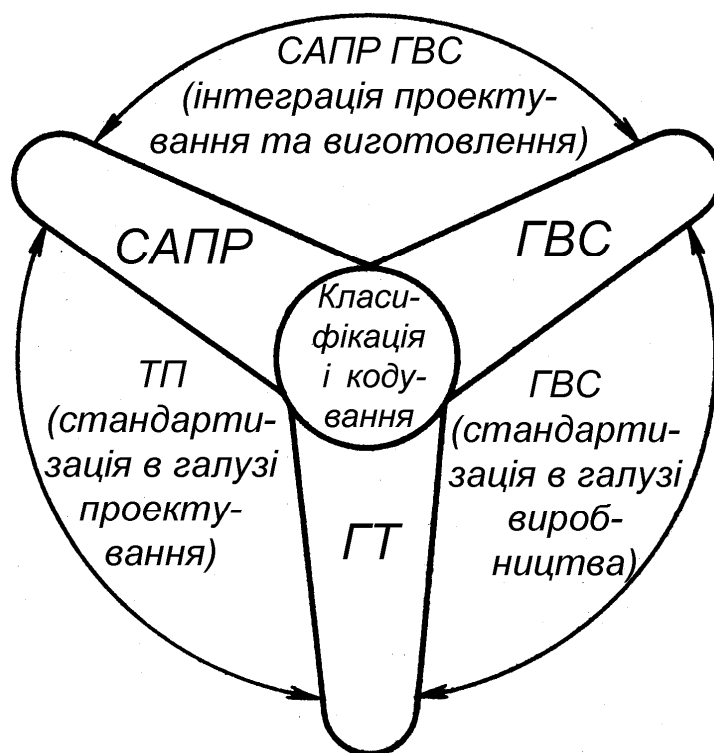 САПР ГВС
(інтеграція проекту-
вання та виготовлення)
САПР
ГВС
Класи-
фікація
і коду-
вання
ТП
(стандарти-
зація в галузі
проекту-
вання)
ГВС
(стандарти-
зація в галузі
вироб-
ництва)
ГТ